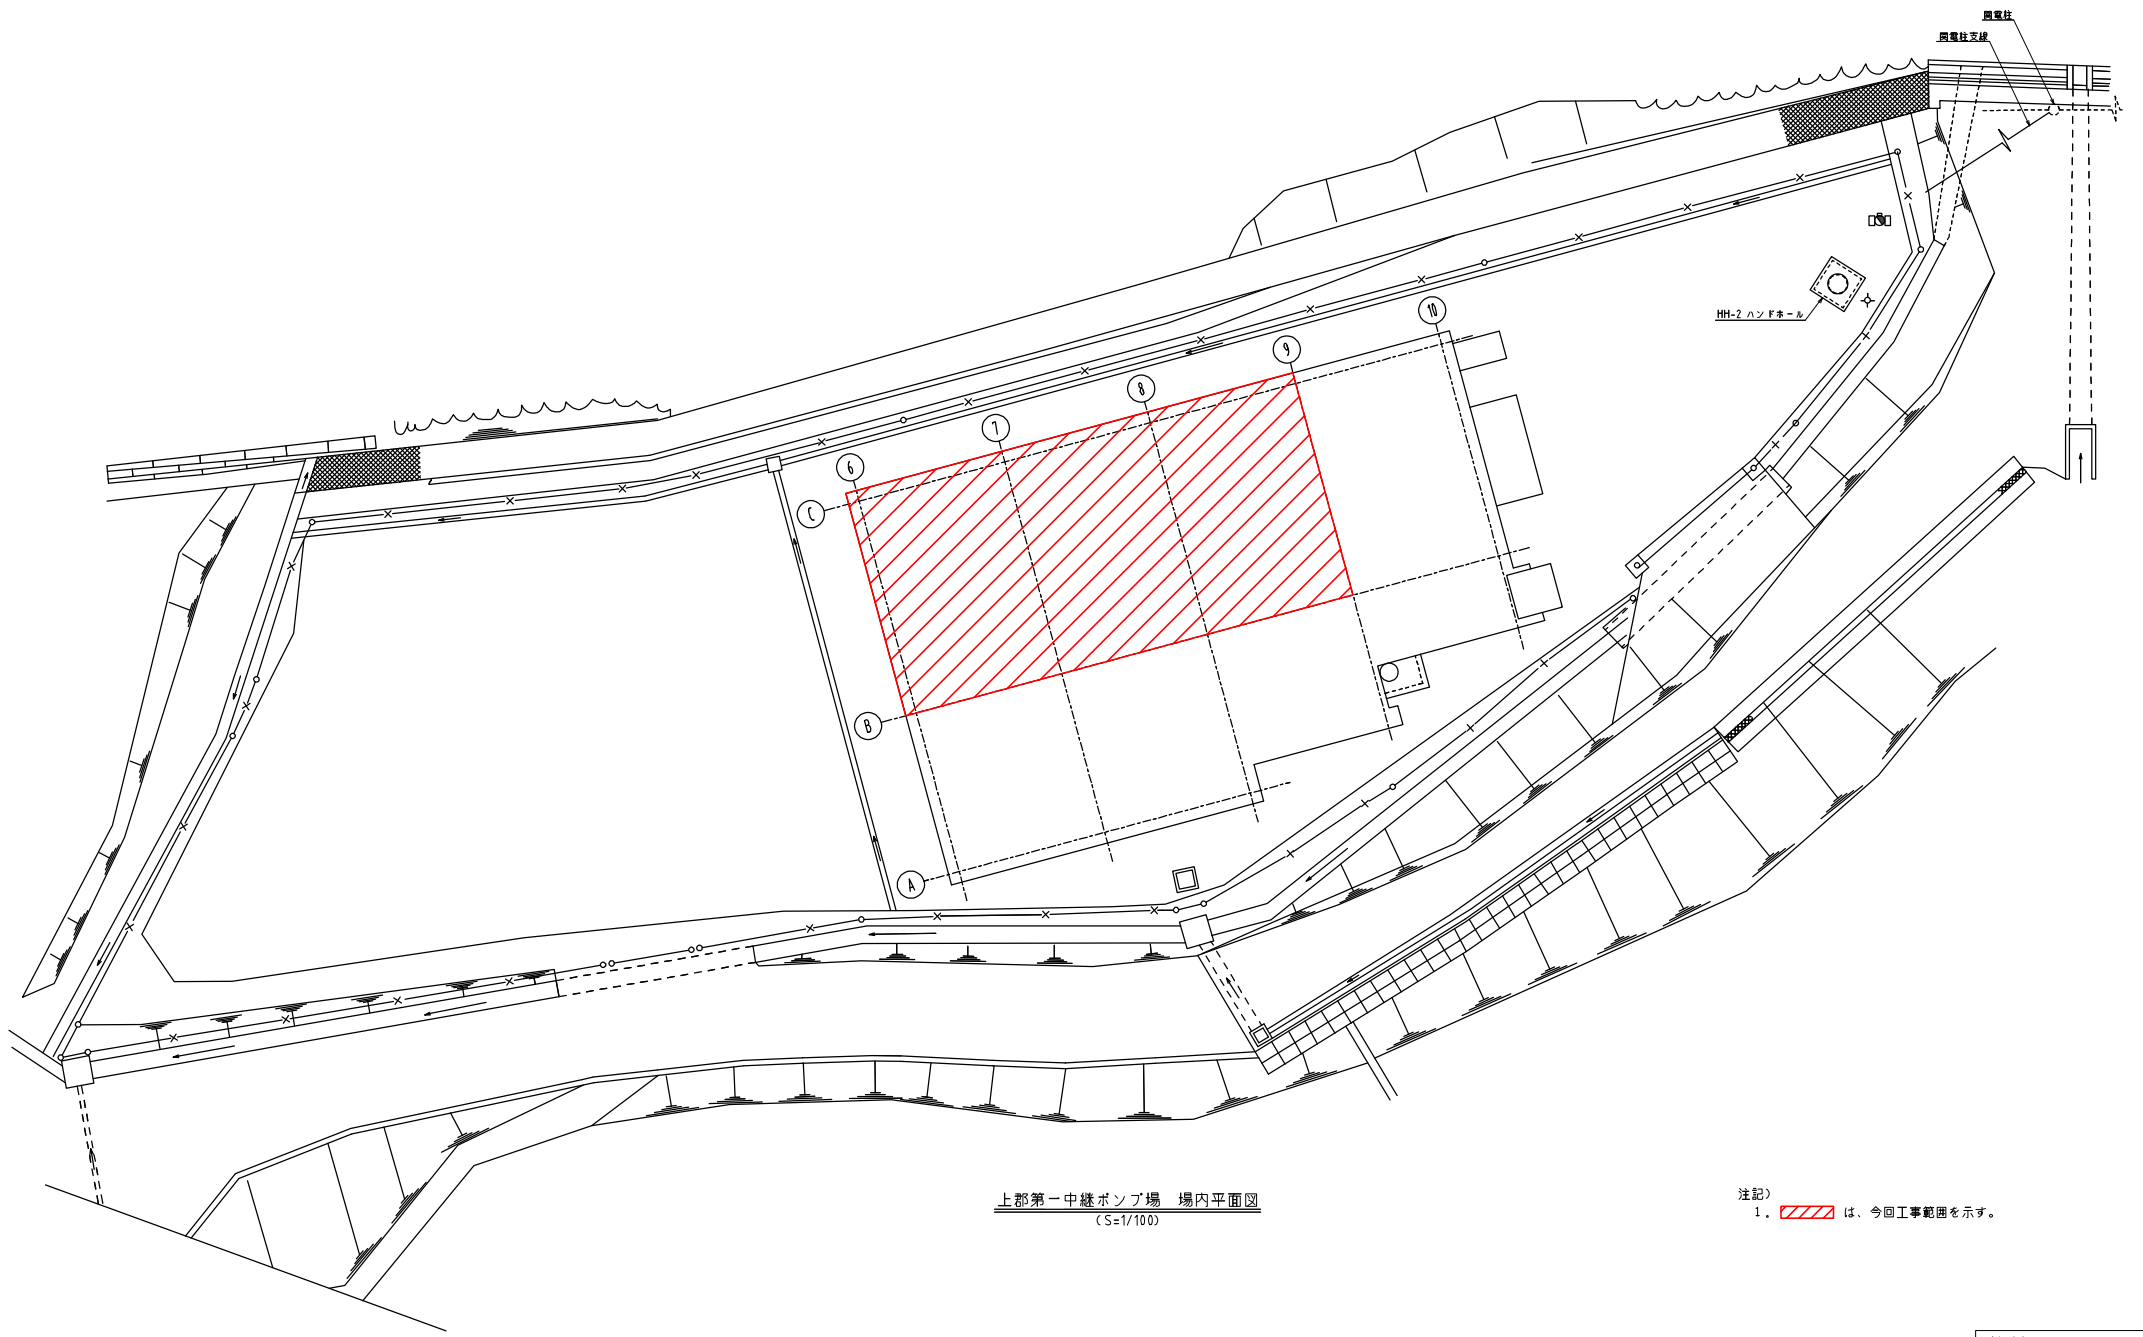 関電柱
関電柱支線
HH-2 ハンドホール
10
9
8
7
6
C
B
A
上郡第一中継ポンプ場　場内平面図
(S=1/100)
注記)
1. は、今回工事範囲を示す。